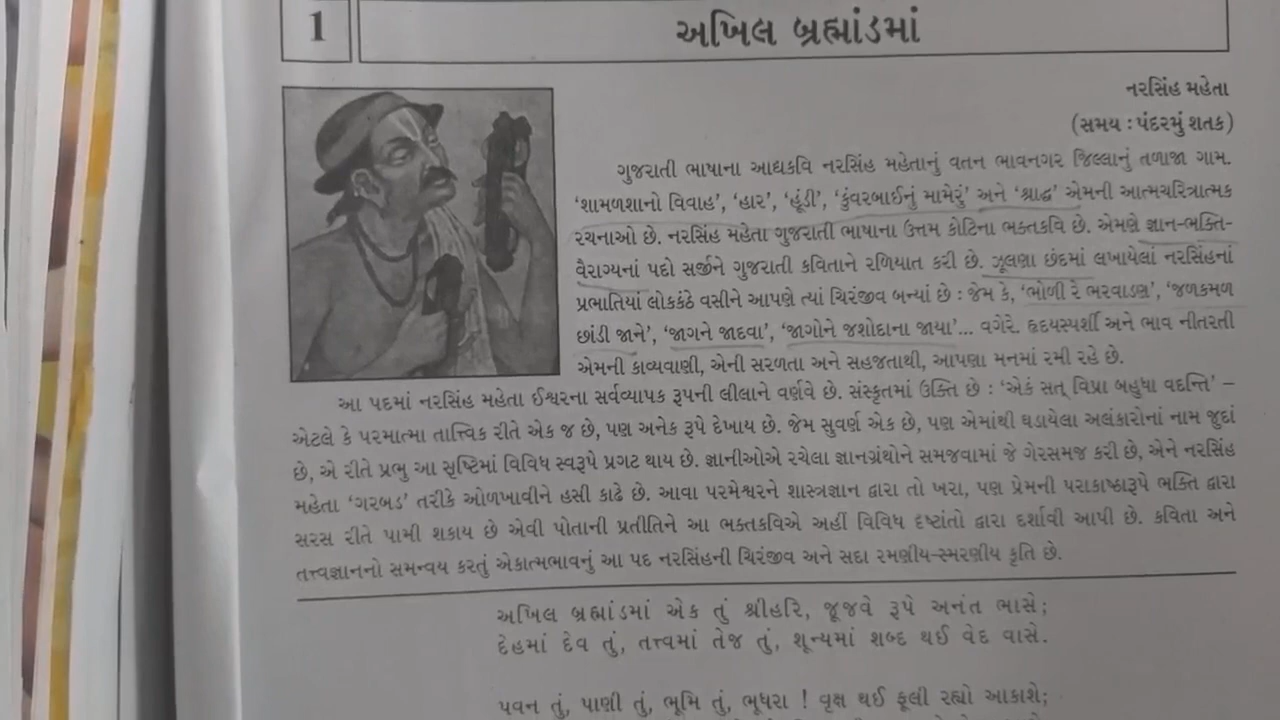 1
અખિલ બ્રહ્માંડમાં
નરસિંહ મહેતા
(સમય : પંદરમું શતક)
ગુજરાતી ભાષાના આદ્યકવિ નરસિંહ મહેતાનું વતન ભાવનગર જિલ્લાનું તળાજા ગામ.
'શામળશાનો વિવાહ', 'હાર', 'હૂંડી', 'કુંવરબાઈનું મામેરું' અને 'શ્રાદ્ધ' એમની આત્મચરિત્રાત્મક
રચનાઓ છે. નરસિંહ મહેતા ગુજરાતી ભાષાના ઉત્તમ કોટિના ભક્તકવિ છે. એમણે જ્ઞાન-ભક્તિ-
વૈરાગ્યનાં પદો સર્જીને ગુજરાતી કવિતાને રળિયાત કરી છે. ઝૂલણા છંદમાં લખાયેલાં નરસિંહનાં
પ્રભાતિયાં લોકકંઠે વસીને આપણે ત્યાં ચિરંજીવ બન્યાં છે : જેમ કે, 'ભોળી રે ભરવાડણ', 'જળકમળ
છાંડી જાને', 'જાગને જાદવા', 'જાગોને જશોદાના જાયા'... વગેરે. હૃદયસ્પર્શી અને ભાવ નીતરતી
એમની કાવ્યવાણી, એની સરળતા અને સહજતાથી, આપણા મનમાં રમી રહે છે.
આ પદમાં નરસિંહ મહેતા ઈશ્વરના સર્વવ્યાપક રૂપની લીલાને વર્ણવે છે. સંસ્કૃતમાં ઉક્તિ છે : 'એકં સત્ વિપ્રા બહુધા વદન્તિ' –
એટલે કે પરમાત્મા તાત્ત્વિક રીતે એક જ છે, પણ અનેક રૂપે દેખાય છે. જેમ સુવર્ણ એક છે, પણ એમાંથી ઘડાયેલા અલંકારોનાં નામ જુદાં
છે, એ રીતે પ્રભુ આ સૃષ્ટિમાં વિવિધ સ્વરૂપે પ્રગટ થાય છે. જ્ઞાનીઓએ રચેલા જ્ઞાનગ્રંથોને સમજવામાં જે ગેરસમજ કરી છે, એને નરસિંહ
મહેતા 'ગરબડ' તરીકે ઓળખાવીને હસી કાઢે છે. આવા પરમેશ્વરને શાસ્ત્રજ્ઞાન દ્વારા તો ખરા, પણ પ્રેમની પરાકાષ્ઠારૂપે ભક્તિ દ્વારા
સરસ રીતે પામી શકાય છે એવી પોતાની પ્રતીતિને આ ભક્તકવિએ અહીં વિવિધ દૃષ્ટાંતો દ્વારા દર્શાવી આપી છે. કવિતા અને
તત્ત્વજ્ઞાનનો સમન્વય કરતું એકાત્મભાવનું આ પદ નરસિંહની ચિરંજીવ અને સદા રમણીય-સ્મરણીય કૃતિ છે.
અખિલ બ્રહ્માંડમાં એક તું શ્રીહરિ, જૂજવે રૂપે અનંત ભાસે;
દેહમાં દેવ તું, તત્ત્વમાં તેજ તું, શૂન્યમાં શબ્દ થઈ વેદ વાસે.
પવન તું, પાણી તું, ભૂમિ તું, ભૂધરા ! વૃક્ષ થઈ ફૂલી રહ્યો આકાશે;